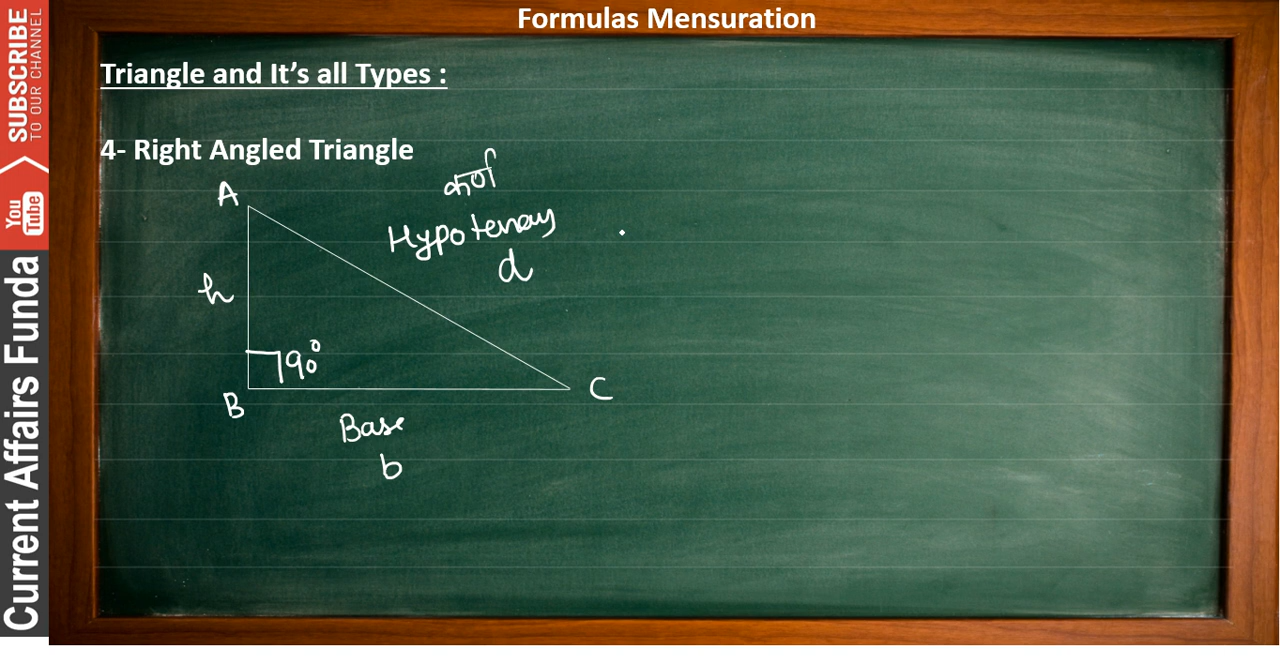 Formulas Mensuration
SUBSCRIBE
TO OUR CHANNEL
You
Tube
Current Affairs Funda
Triangle and It's all Types :
4- Right Angled Triangle
A
कर्ण
h
d
90°
B
C
Base
b